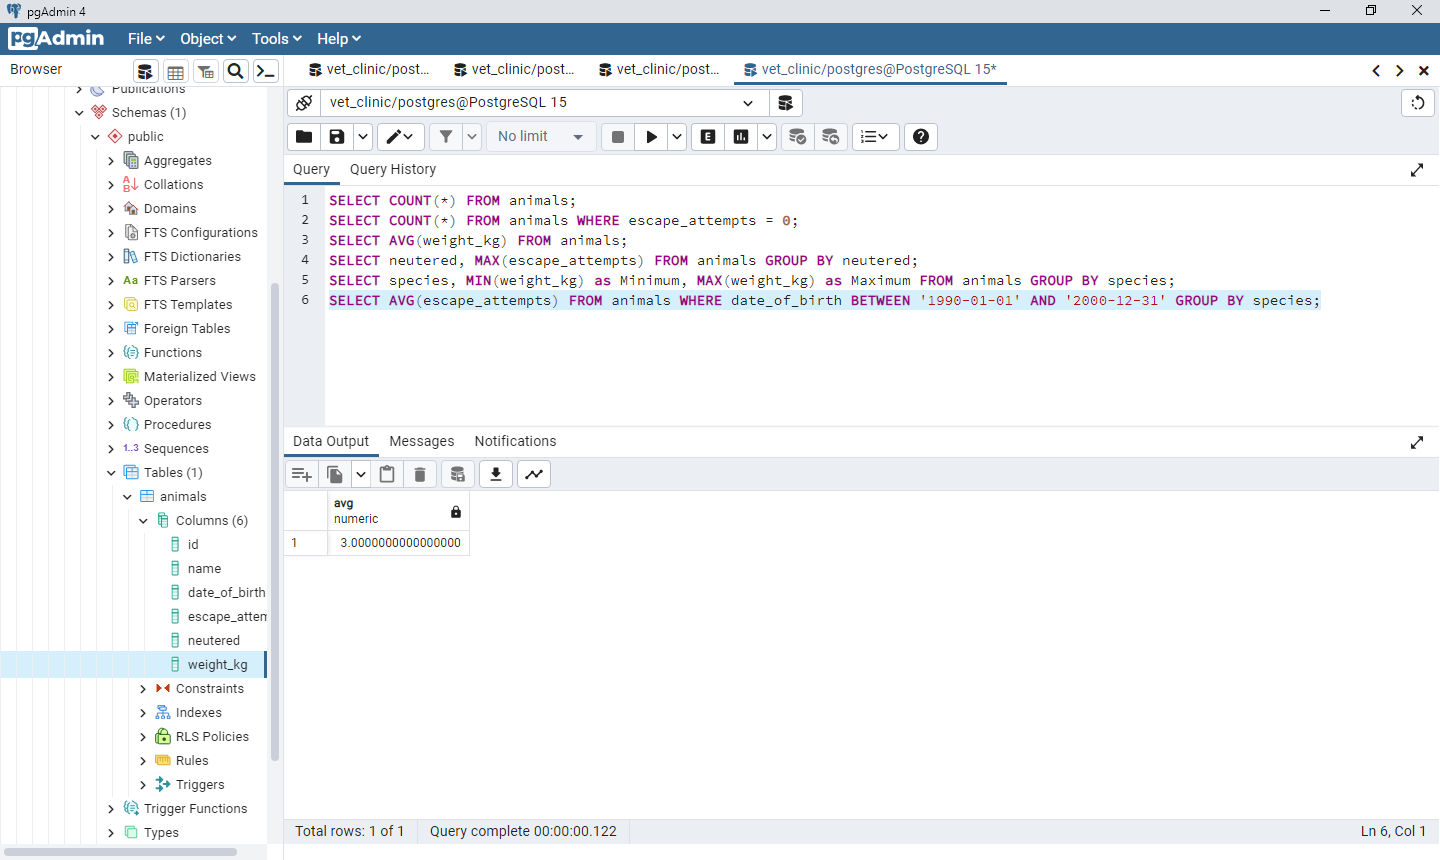 pgAdmin 4
pgAdmin
File Object Tools Help
Browser
vet_clinic/post... vet_clinic/post... vet_clinic/post... vet_clinic/postgres@PostgreSQL 15*
Publications
Schemas (1)
public
Aggregates
Collations
Domains
FTS Configurations
FTS Dictionaries
Aa FTS Parsers
FTS Templates
Foreign Tables
Functions
Materialized Views
Operators
Procedures
1..3 Sequences
Tables (1)
animals
Columns (6)
id
name
date_of_birth
escape_attem
neutered
weight_kg
Constraints
Indexes
RLS Policies
Rules
Triggers
Trigger Functions
Types
vet_clinic/postgres@PostgreSQL 15
No limit
E
Query Query History
1 SELECT COUNT(*) FROM animals;
2 SELECT COUNT(*) FROM animals WHERE escape_attempts = 0;
3 SELECT AVG(weight_kg) FROM animals;
4 SELECT neutered, MAX(escape_attempts) FROM animals GROUP BY neutered;
5 SELECT species, MIN(weight_kg) as Minimum, MAX(weight_kg) as Maximum FROM animals GROUP BY species;
6 SELECT AVG(escape_attempts) FROM animals WHERE date_of_birth BETWEEN '1990-01-01' AND '2000-12-31' GROUP BY species;
Data Output Messages Notifications
avg
numeric
1 3.0000000000000000
Total rows: 1 of 1 Query complete 00:00:00.122 Ln 6, Col 1